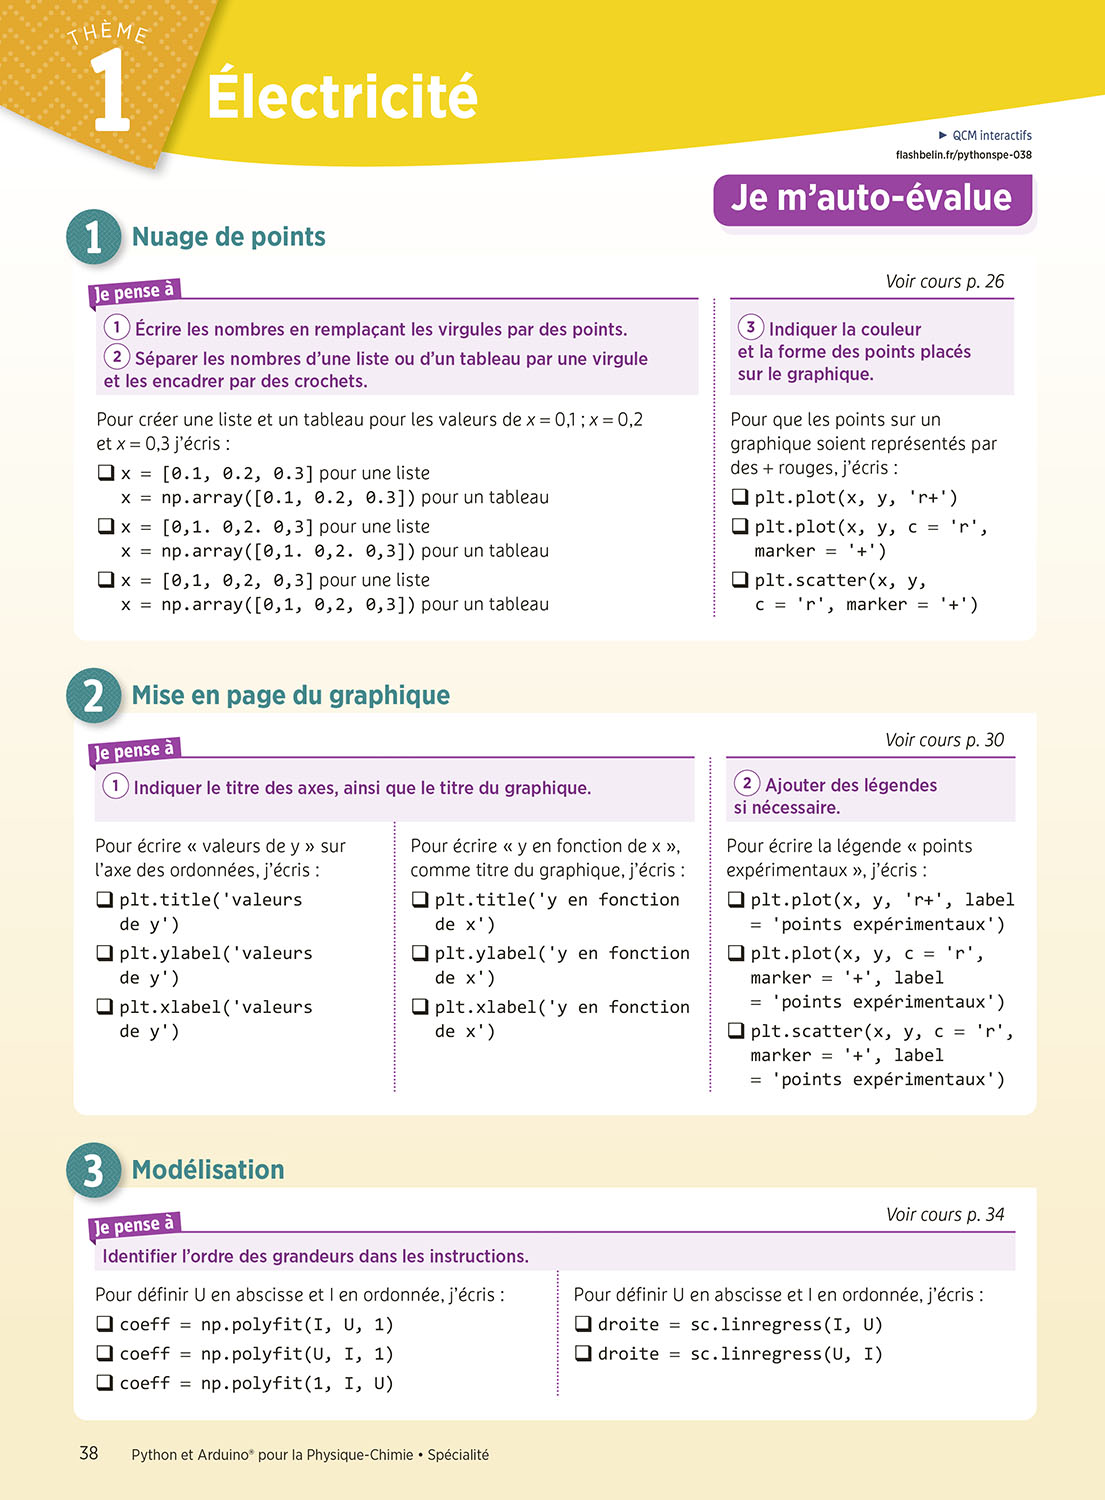 THÈME
1
Électricité
► QCM interactifs
flashbelin.fr/pythonspe-038
Je m'auto-évalue
1 Nuage de points
Voir cours p. 26
Je pense à
1 Écrire les nombres en remplaçant les virgules par des points.
2 Séparer les nombres d'une liste ou d'un tableau par une virgule
et les encadrer par des crochets.
Pour créer une liste et un tableau pour les valeurs de x = 0,1 ; x = 0,2
et x = 0,3 j'écris :
❏ x = [0.1, 0.2, 0.3] pour une liste
x = np.array([0.1, 0.2, 0.3]) pour un tableau
❏ x = [0,1. 0,2. 0,3] pour une liste
x = np.array([0,1. 0,2. 0,3]) pour un tableau
❏ x = [0,1, 0,2, 0,3] pour une liste
x = np.array([0,1, 0,2, 0,3]) pour un tableau
3 Indiquer la couleur
et la forme des points placés
sur le graphique.
Pour que les points sur un
graphique soient représentés par
des + rouges, j'écris :
❏ plt.plot(x, y, 'r+')
❏ plt.plot(x, y, c = 'r',
marker = '+')
❏ plt.scatter(x, y,
c = 'r', marker = '+')
2 Mise en page du graphique
Voir cours p. 30
Je pense à
1 Indiquer le titre des axes, ainsi que le titre du graphique.
Pour écrire « valeurs de y » sur
l'axe des ordonnées, j'écris :
❏ plt.title('valeurs
de y')
❏ plt.ylabel('valeurs
de y')
❏ plt.xlabel('valeurs
de y')
Pour écrire « y en fonction de x »,
comme titre du graphique, j'écris :
❏ plt.title('y en fonction
de x')
❏ plt.ylabel('y en fonction
de x')
❏ plt.xlabel('y en fonction
de x')
2 Ajouter des légendes
si nécessaire.
Pour écrire la légende « points
expérimentaux », j'écris :
❏ plt.plot(x, y, 'r+', label
= 'points expérimentaux')
❏ plt.plot(x, y, c = 'r',
marker = '+', label
= 'points expérimentaux')
❏ plt.scatter(x, y, c = 'r',
marker = '+', label
= 'points expérimentaux')
3 Modélisation
Voir cours p. 34
Je pense à
Identifier l'ordre des grandeurs dans les instructions.
Pour définir U en abscisse et I en ordonnée, j'écris :
❏ coeff = np.polyfit(I, U, 1)
❏ coeff = np.polyfit(U, I, 1)
❏ coeff = np.polyfit(1, I, U)
Pour définir U en abscisse et I en ordonnée, j'écris :
❏ droite = sc.linregress(I, U)
❏ droite = sc.linregress(U, I)
38 Python et Arduino® pour la Physique-Chimie • Spécialité